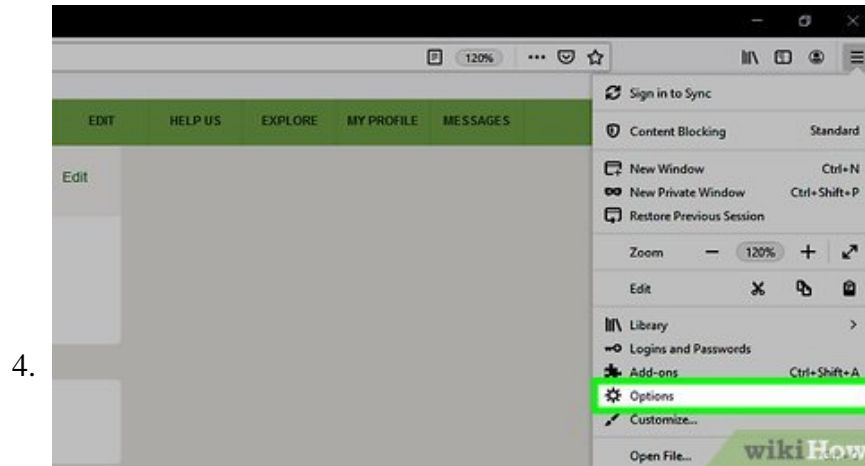 120%
Sign in to Sync
EDIT HELP US EXPLORE MY PROFILE MESSAGES
Content Blocking Standard
Edit
New Window Ctrl+N
New Private Window Ctrl+Shift+P
Restore Previous Session
Zoom 120%
Edit
Library
Logins and Passwords
4.
Add-ons Ctrl+Shift+A
Options
Customize...
Open File...
wikiHow